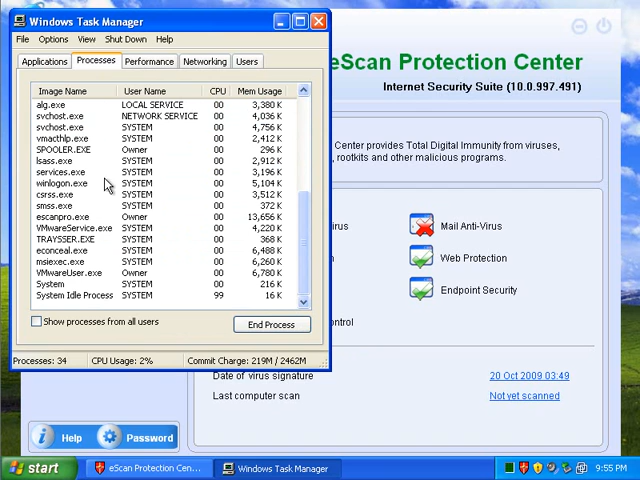 Windows Task Manager
File Options View Shut Down Help
Applications Processes Performance Networking Users
Image Name User Name CPU Mem Usage
alg.exe LOCAL SERVICE 00 3,380 K
svchost.exe NETWORK SERVICE 00 4,036 K
svchost.exe SYSTEM 00 4,756 K
vmacthlp.exe SYSTEM 00 2,412 K
SPOOLER.EXE Owner 00 296 K
lsass.exe SYSTEM 00 2,912 K
services.exe SYSTEM 00 3,196 K
winlogon.exe SYSTEM 00 5,104 K
csrss.exe SYSTEM 00 3,512 K
smss.exe SYSTEM 00 372 K
escanpro.exe Owner 00 13,656 K
VMwareService.exe SYSTEM 00 4,220 K
TRAYSSER.EXE SYSTEM 00 368 K
econceal.exe SYSTEM 00 6,488 K
msiexec.exe SYSTEM 00 6,260 K
VMwareUser.exe Owner 00 6,780 K
System SYSTEM 00 216 K
System Idle Process SYSTEM 99 16 K
Show processes from all users
End Process
Processes: 34 CPU Usage: 2% Commit Charge: 219M / 2462M
eScan Protection Center
Internet Security Suite (10.0.997.491)
Center provides Total Digital Immunity from viruses,
, rootkits and other malicious programs.
irus
Mail Anti-Virus
Web Protection
Endpoint Security
ntrol
Date of virus signature 20 Oct 2009 03:49
Last computer scan Not yet scanned
Help Password
start eScan Protection Cen... Windows Task Manager 9:55 PM